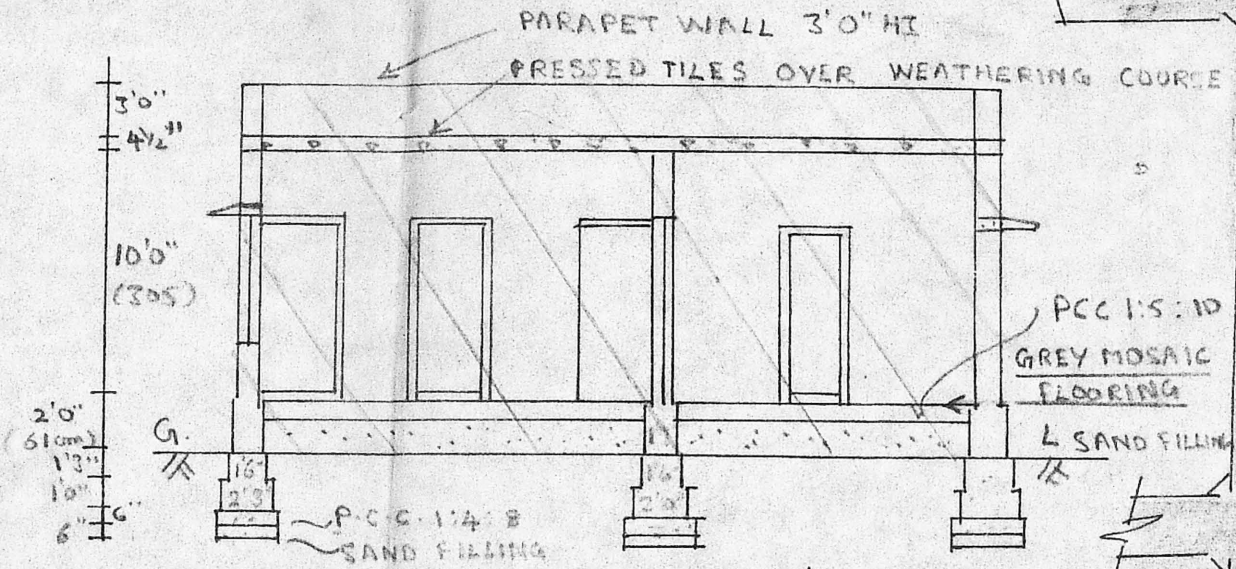 PARAPET WALL 3'0" HI
PRESSED TILES OVER WEATHERING COURSE
3'0"
4½"
10'0"
(305)
PCC 1:5:10
GREY MOSAIC
FLOORING
2'0"
(61cm)
G.
L SAND FILLING
1'3"
1'6
1'6
1'0"
2'3"
2'0"
6"
6"
P.C.C. 1:4:8
SAND FILLING